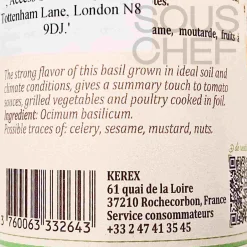 Access
Tottenham Lane, London N8
9DJ.'
tes.
SOUS
CHEF
ame, moutarde, fruits à
The strong flavor of this basil grown in ideal soil and
climate conditions, gives a summary touch to tomato
sauces, grilled vegetables and poultry cooked in foil.
Ingredient: Ocimum basilicum.
Possible traces of: celery, sesame, mustard, nuts.
KEREX
61 quai de la Loire
37210 Rochecorbon, France
Service consommateurs
+33 2 47 41 35 45
3 760063 332643